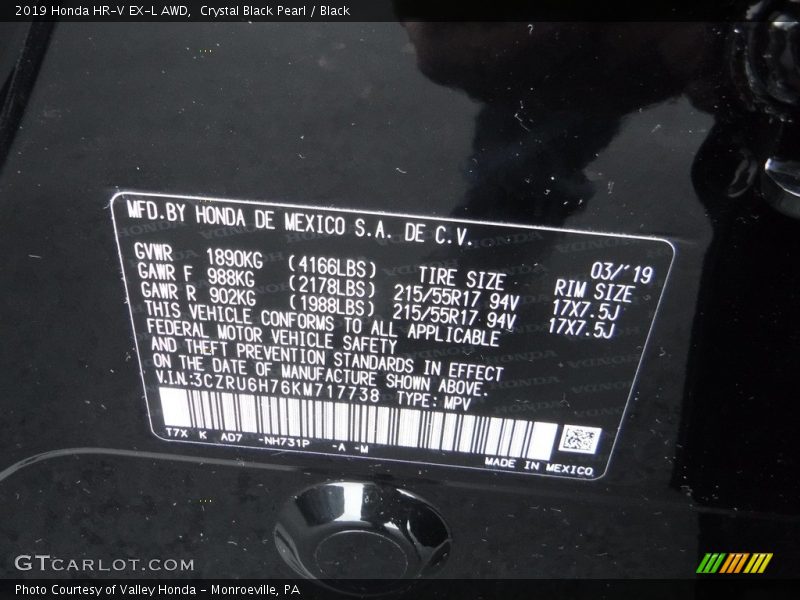 2019 Honda HR-V EX-L AWD,  Crystal Black Pearl / Black
MFD.BY HONDA DE MEXICO S.A. DE C.V.
03/'19
GVWR 1890KG (4166LBS) TIRE SIZE RIM SIZE
GAWR F 988KG (2178LBS) 215/55R17 94V 17X7.5J
GAWR R 902KG (1988LBS) 215/55R17 94V 17X7.5J
THIS VEHICLE CONFORMS TO ALL APPLICABLE
FEDERAL MOTOR VEHICLE SAFETY
AND THEFT PREVENTION STANDARDS IN EFFECT
ON THE DATE OF MANUFACTURE SHOWN ABOVE.
V.I.N:3CZRU6H76KM717738 TYPE: MPV
T7X K AD7 -NH731P -A -M
MADE IN MEXICO
GTCARLOT.COM
Photo Courtesy of Valley Honda - Monroeville, PA